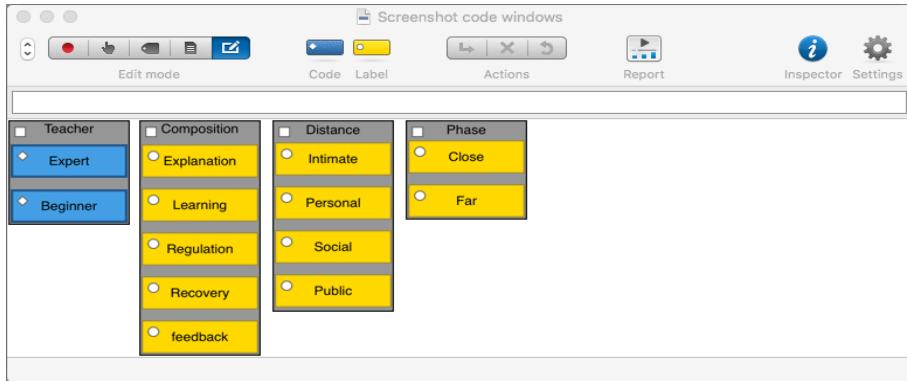 Screenshot code windows
Edit mode
Code Label
Actions
Report
Inspector Settings
Teacher
Expert
Beginner
Composition
Explanation
Learning
Regulation
Recovery
feedback
Distance
Intimate
Personal
Social
Public
Phase
Close
Far